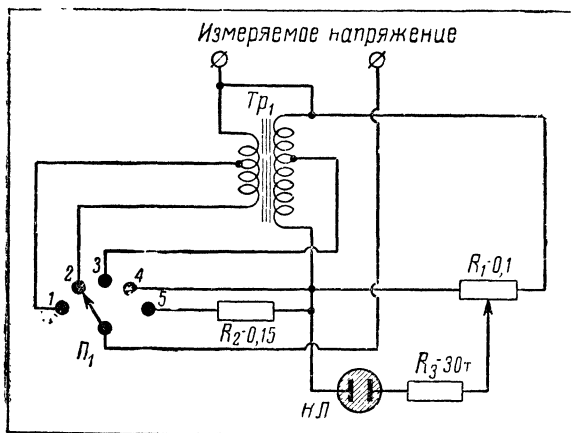 Измеряемое напряжение
Тр₁
1
2
3
4
5
П₁
R₁-0,1
R₂-0,15
R₃-30т
НЛ